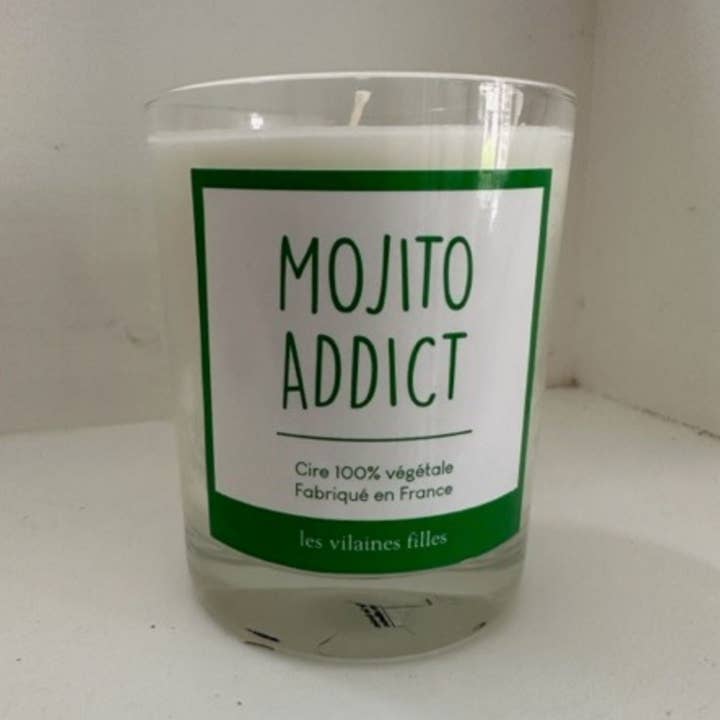 MOJITO
ADDICT
Cire 100% végétale
Fabriqué en France
les vilaines filles